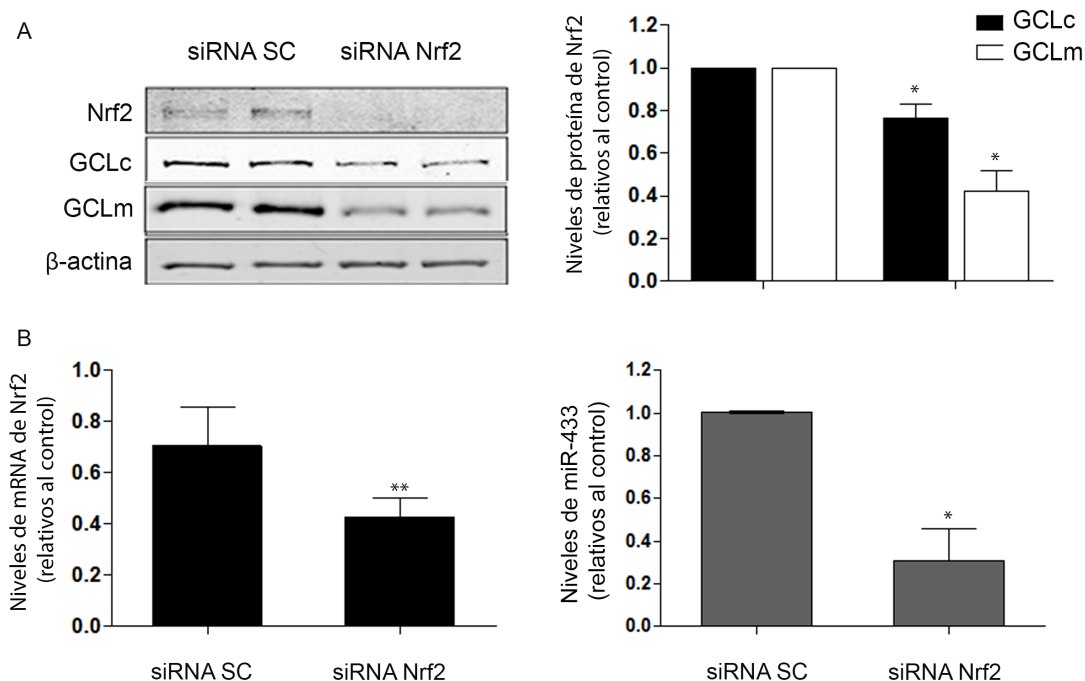 A
siRNA SC siRNA Nrf2
Nrf2
GCLc
GCLm
β-actina
Niveles de proteína de Nrf2
(relativos al control)
1.2
1.0
0.8
0.6
0.4
0.2
0.0
*
*
GCLc
GCLm
B
Niveles de mRNA de Nrf2
(relativos al control)
1.0
0.8
0.6
0.4
0.2
0.0
**
siRNA SC siRNA Nrf2
Niveles de miR-433
(relativos al control)
1.2
1.0
0.8
0.6
0.4
0.2
0.0
*
siRNA SC siRNA Nrf2